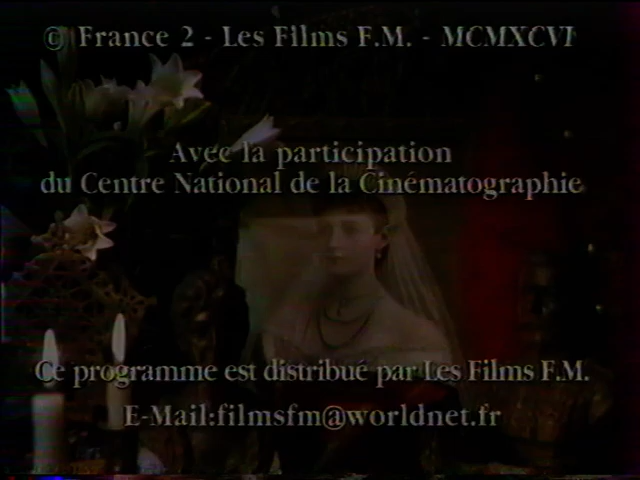 © France 2 - Les Films F.M. - MCMXCVI
Avec la participation
du Centre National de la Cinématographie
Ce programme est distribué par Les Films F.M.
E-Mail:filmsfm@worldnet.fr